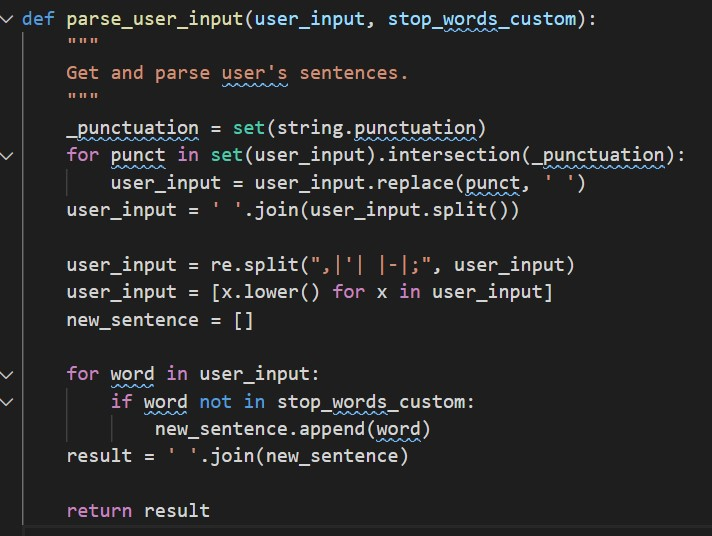 def parse_user_input(user_input, stop_words_custom):
    """
    Get and parse user's sentences.
    """
    _punctuation = set(string.punctuation)
    for punct in set(user_input).intersection(_punctuation):
        user_input = user_input.replace(punct, ' ')
    user_input = ' '.join(user_input.split())

    user_input = re.split(",|'| |-|;", user_input)
    user_input = [x.lower() for x in user_input]
    new_sentence = []

    for word in user_input:
        if word not in stop_words_custom:
            new_sentence.append(word)
    result = ' '.join(new_sentence)

    return result